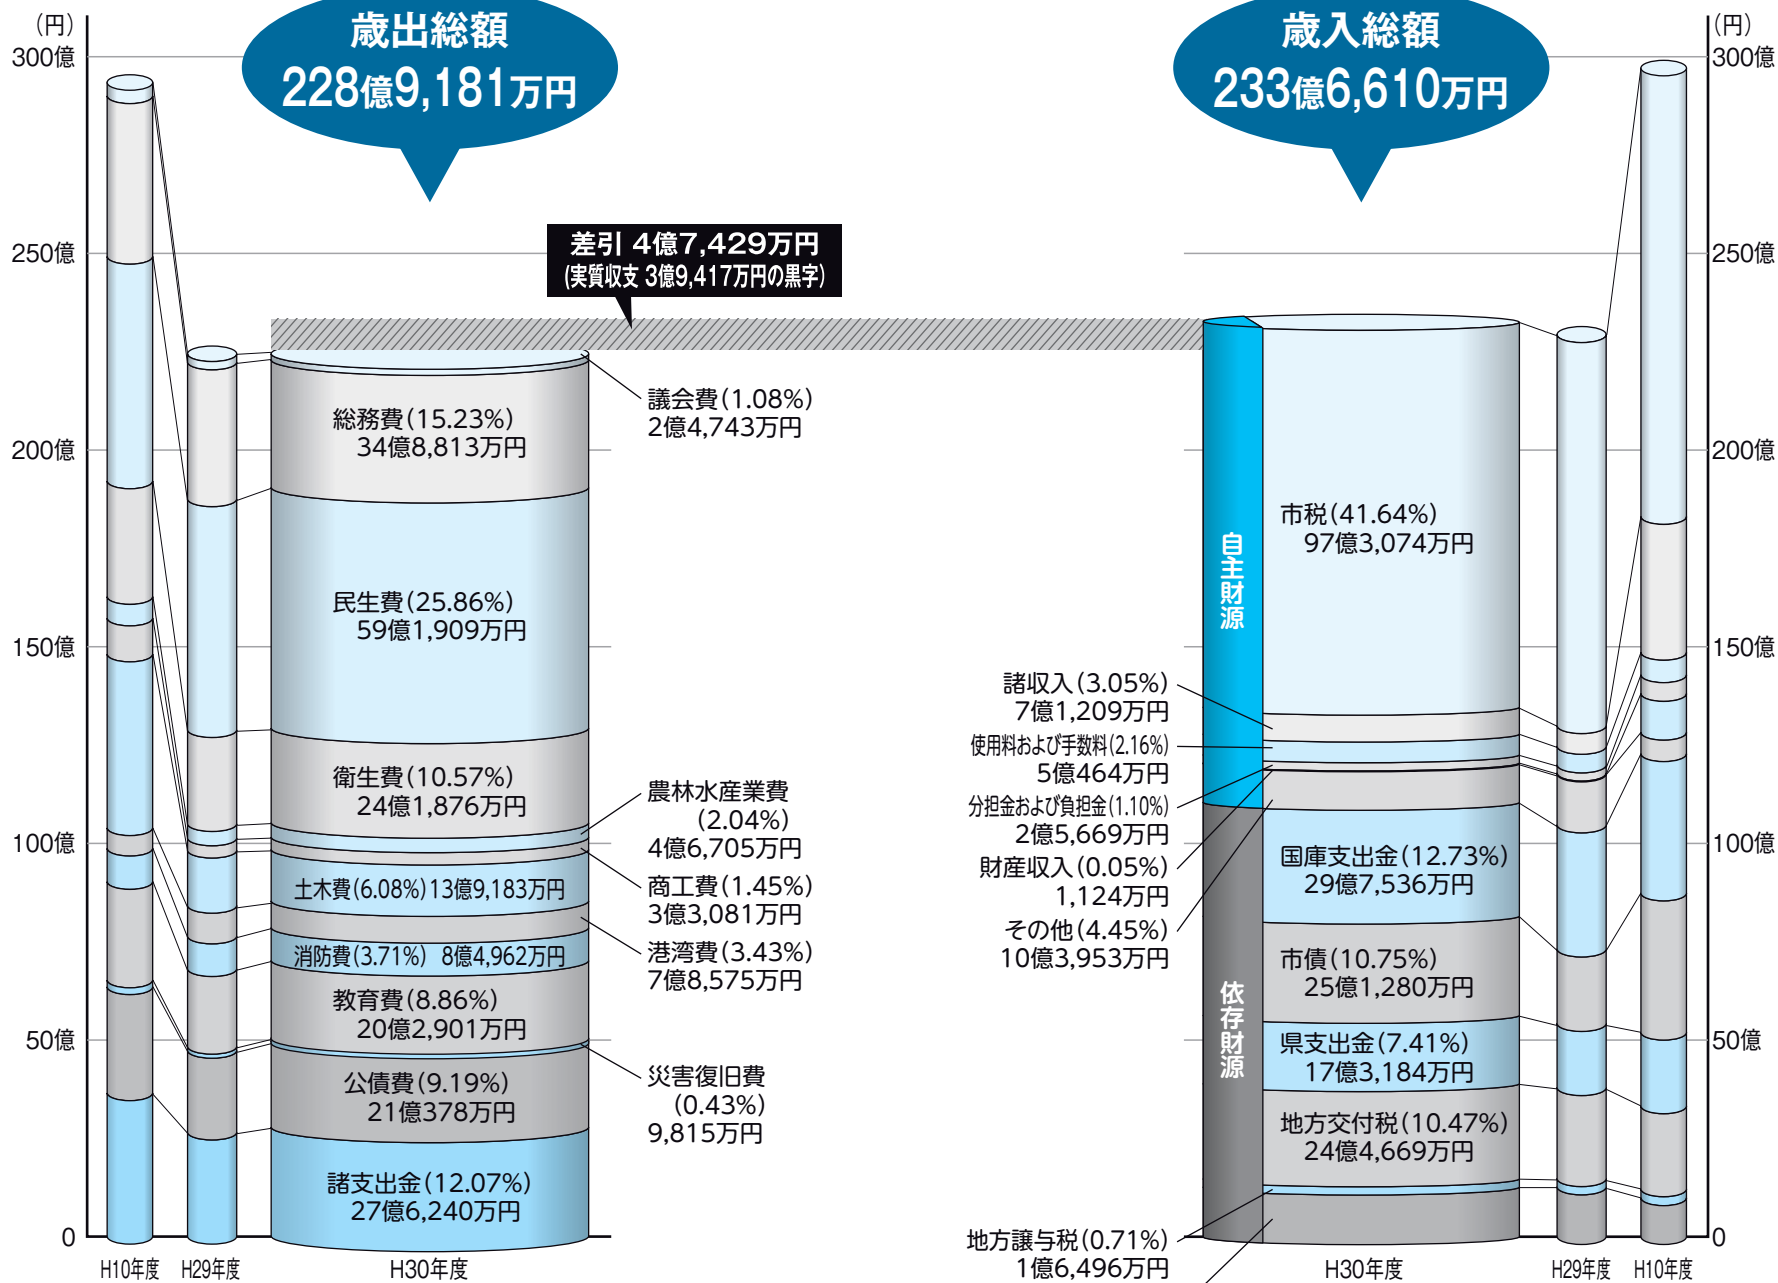 歳出総額
228億9,181万円
歳入総額
233億6,610万円
差引 4億7,429万円
(実質収支 3億9,417万円の黒字)
(円)
300億
250億
200億
150億
100億
50億
0
H10年度
H29年度
H30年度
総務費(15.23%)
34億8,813万円
民生費(25.86%)
59億1,909万円
衛生費(10.57%)
24億1,876万円
土木費(6.08%)13億9,183万円
消防費(3.71%) 8億4,962万円
教育費(8.86%)
20億2,901万円
公債費(9.19%)
21億378万円
諸支出金(12.07%)
27億6,240万円
議会費(1.08%)
2億4,743万円
農林水産業費
(2.04%)
4億6,705万円
商工費(1.45%)
3億3,081万円
港湾費(3.43%)
7億8,575万円
災害復旧費
(0.43%)
9,815万円
諸収入(3.05%)
7億1,209万円
使用料および手数料(2.16%)
5億464万円
分担金および負担金(1.10%)
2億5,669万円
財産収入(0.05%)
1,124万円
その他(4.45%)
10億3,953万円
地方譲与税(0.71%)
1億6,496万円
自主財源
依存財源
市税(41.64%)
97億3,074万円
国庫支出金(12.73%)
29億7,536万円
市債(10.75%)
25億1,280万円
県支出金(7.41%)
17億3,184万円
地方交付税(10.47%)
24億4,669万円
H30年度
H29年度
H10年度
(円)
300億
250億
200億
150億
100億
50億
0